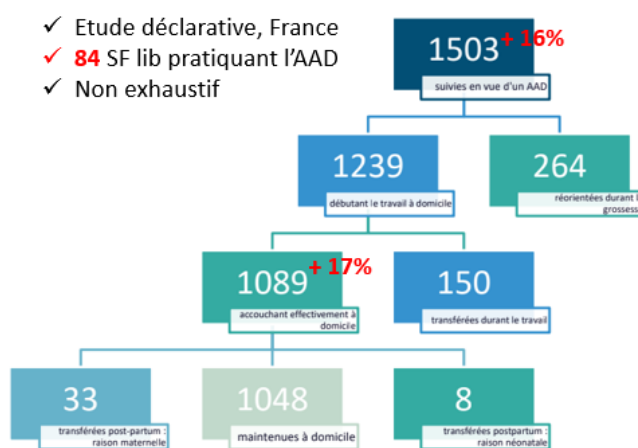 ✓ Etude déclarative, France
✓ 84 SF lib pratiquant l'AAD
✓ Non exhaustif
1503 + 16%
suivies en vue d'un AAD
1239
débutant le travail à domicile
264
réorientées durant l
grossess
1089 + 17%
accouchant effectivement à
domicile
150
transférées durant le travail
33
transférées post-partum :
raison maternelle
1048
maintenues à domicile
8
transférées postpartum :
raison néonatale